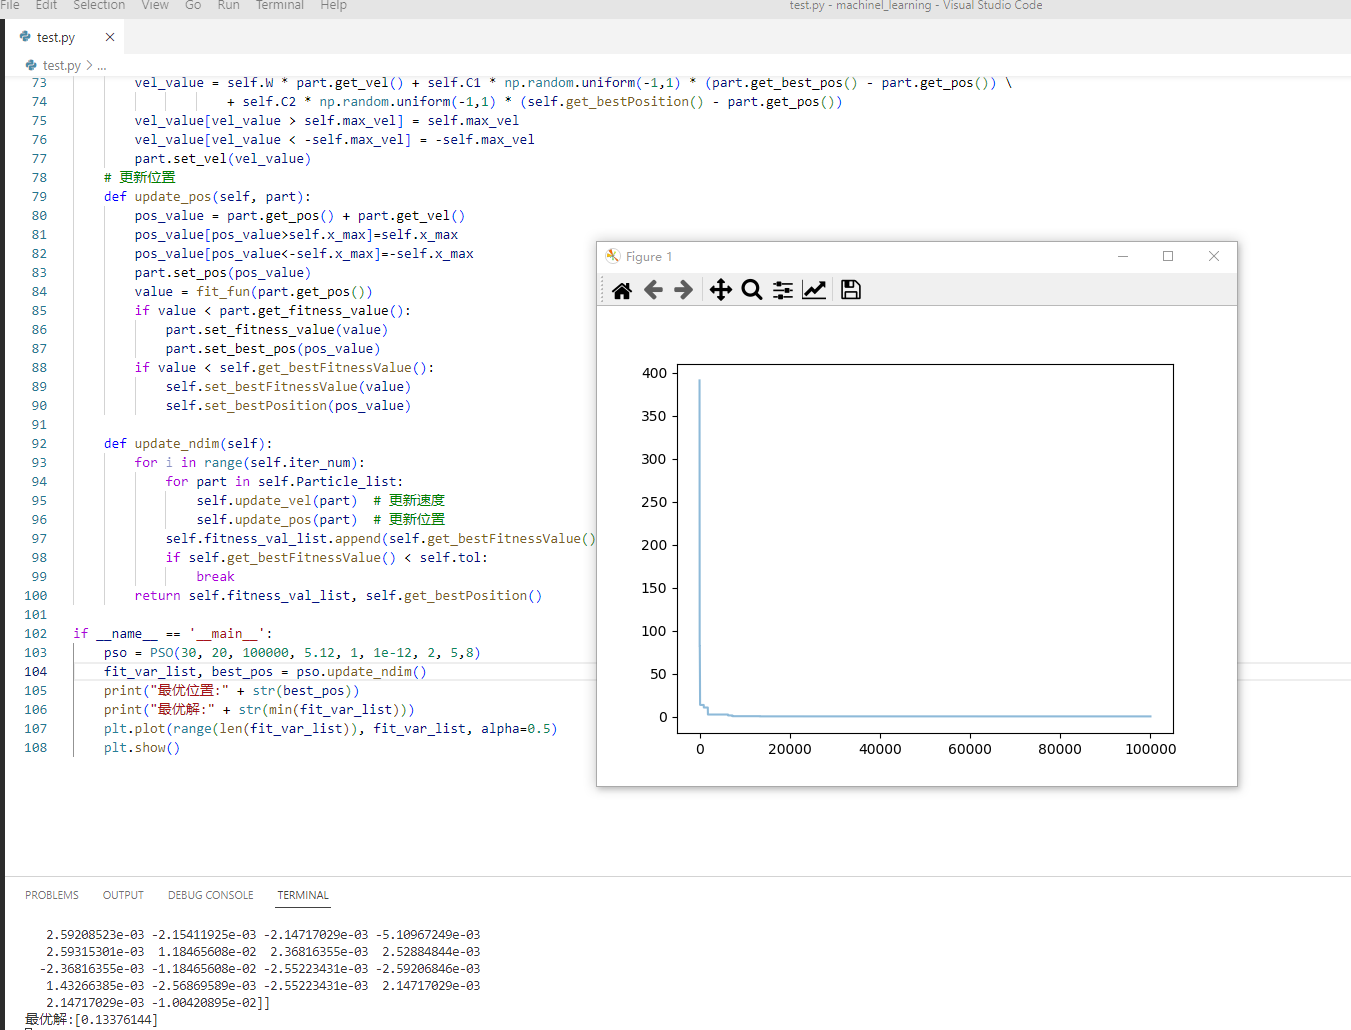 File Edit Selection View Go Run Terminal Help test.py - machinel_learning - Visual Studio Code
test.py
test.py > ...
73 vel_value = self.W * part.get_vel() + self.C1 * np.random.uniform(-1,1) * (part.get_best_pos() - part.get_pos()) \
74 + self.C2 * np.random.uniform(-1,1) * (self.get_bestPosition() - part.get_pos())
75 vel_value[vel_value > self.max_vel] = self.max_vel
76 vel_value[vel_value < -self.max_vel] = -self.max_vel
77 part.set_vel(vel_value)
78 # 更新位置
79 def update_pos(self, part):
80 pos_value = part.get_pos() + part.get_vel()
81 pos_value[pos_value>self.x_max]=self.x_max
82 pos_value[pos_value<-self.x_max]=-self.x_max
83 part.set_pos(pos_value)
84 value = fit_fun(part.get_pos())
85 if value < part.get_fitness_value():
86 part.set_fitness_value(value)
87 part.set_best_pos(pos_value)
88 if value < self.get_bestFitnessValue():
89 self.set_bestFitnessValue(value)
90 self.set_bestPosition(pos_value)
91
92 def update_ndim(self):
93 for i in range(self.iter_num):
94 for part in self.Particle_list:
95 self.update_vel(part) # 更新速度
96 self.update_pos(part) # 更新位置
97 self.fitness_val_list.append(self.get_bestFitnessValue()
98 if self.get_bestFitnessValue() < self.tol:
99 break
100 return self.fitness_val_list, self.get_bestPosition()
101
102 if __name__ == '__main__':
103 pso = PSO(30, 20, 100000, 5.12, 1, 1e-12, 2, 5,8)
104 fit_var_list, best_pos = pso.update_ndim()
105 print("最优位置:" + str(best_pos))
106 print("最优解:" + str(min(fit_var_list)))
107 plt.plot(range(len(fit_var_list)), fit_var_list, alpha=0.5)
108 plt.show()
Figure 1
400
350
300
250
200
150
100
50
0
0 20000 40000 60000 80000 100000
PROBLEMS OUTPUT DEBUG CONSOLE TERMINAL
2.59208523e-03 -2.15411925e-03 -2.14717029e-03 -5.10967249e-03
2.59315301e-03 1.18465608e-02 2.36816355e-03 2.52884844e-03
-2.36816355e-03 -1.18465608e-02 -2.55223431e-03 -2.59206846e-03
1.43266385e-03 -2.56869589e-03 -2.55223431e-03 2.14717029e-03
2.14717029e-03 -1.00420895e-02]]
最优解:[0.13376144]